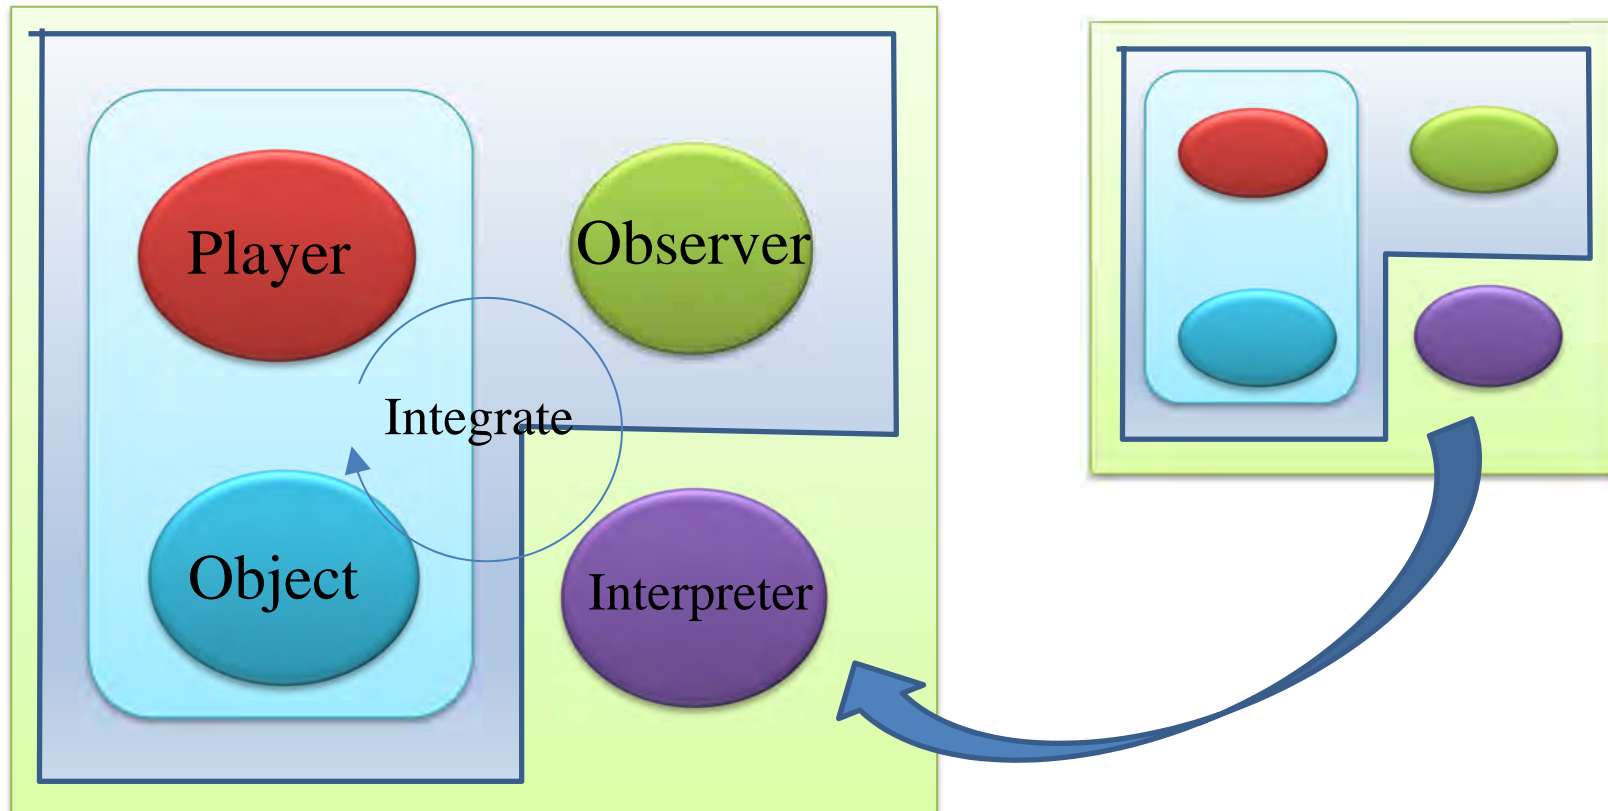 Player
Observer
Integrate
Object
Interpreter